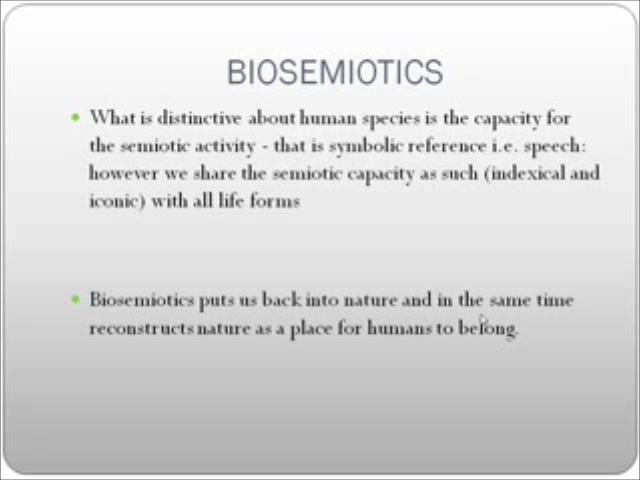 BIOSEMIOTICS
What is distinctive about human species is the capacity for
the semiotic activity - that is symbolic reference i.e. speech:
however we share the semiotic capacity as such (indexical and
iconic) with all life forms
Biosemiotics puts us back into nature and in the same time
reconstructs nature as a place for humans to belong.